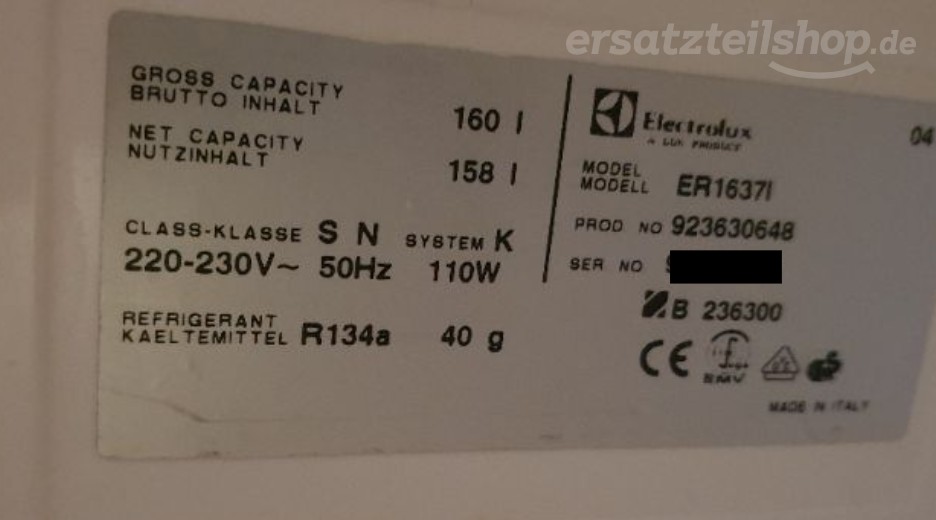 ersatzteilshop.de
GROSS CAPACITY
BRUTTO INHALT 160 l
NET CAPACITY
NUTZINHALT 158 l
CLASS-KLASSE S N SYSTEM K
220-230V~ 50Hz 110W
REFRIGERANT
KAELTEMITTEL R134a 40 g
Electrolux 04
MODEL
MODELL ER1637I
PROD NO 923630648
SER NO
B 236300
CE
MADE IN ITALY